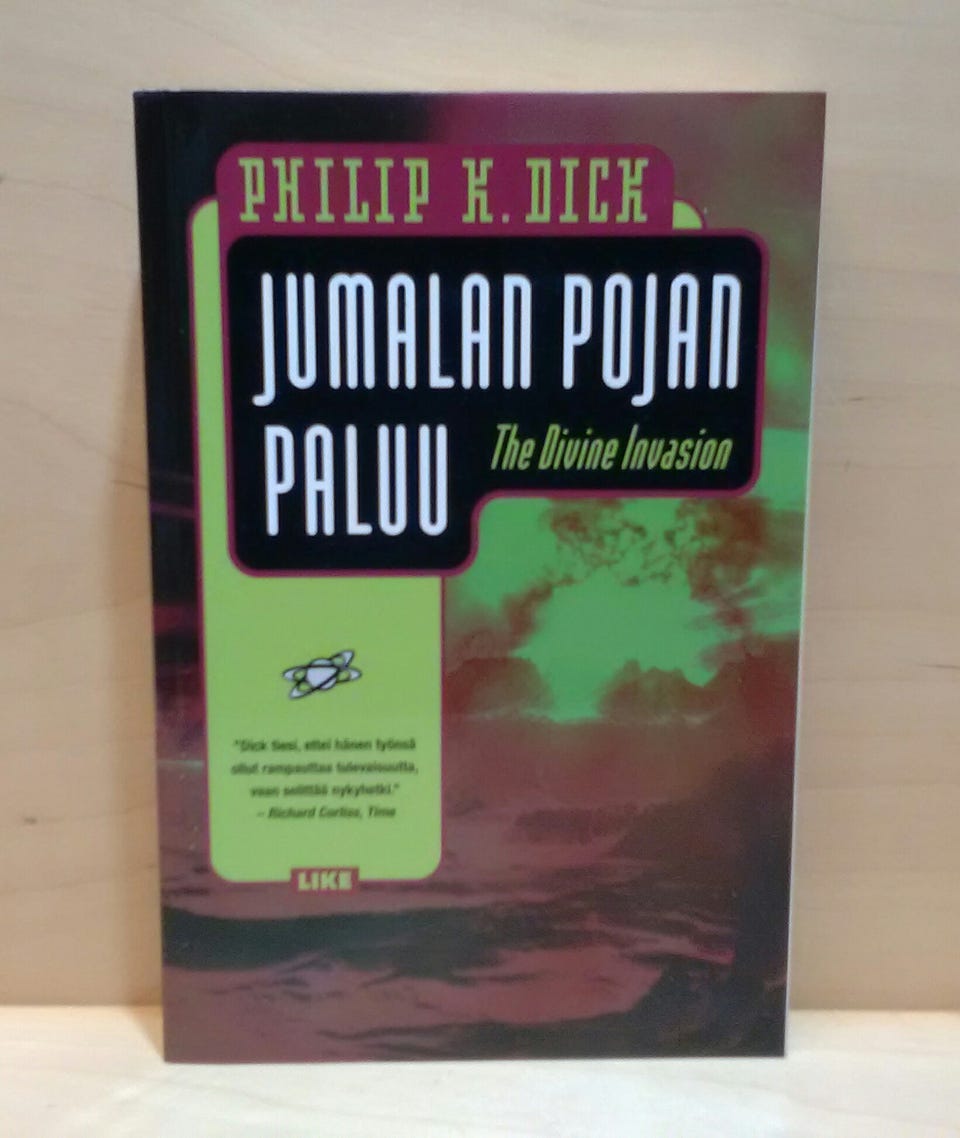 PHILIP K. DICK
JUMALAN POJAN
PALUU
The Divine Invasion
"Dick tiesi, ettei hänen työnsä
ollut rampauttaa tulevaisuutta,
vaan selittää nykyhetki."
– Richard Corliss, Time
LIKE